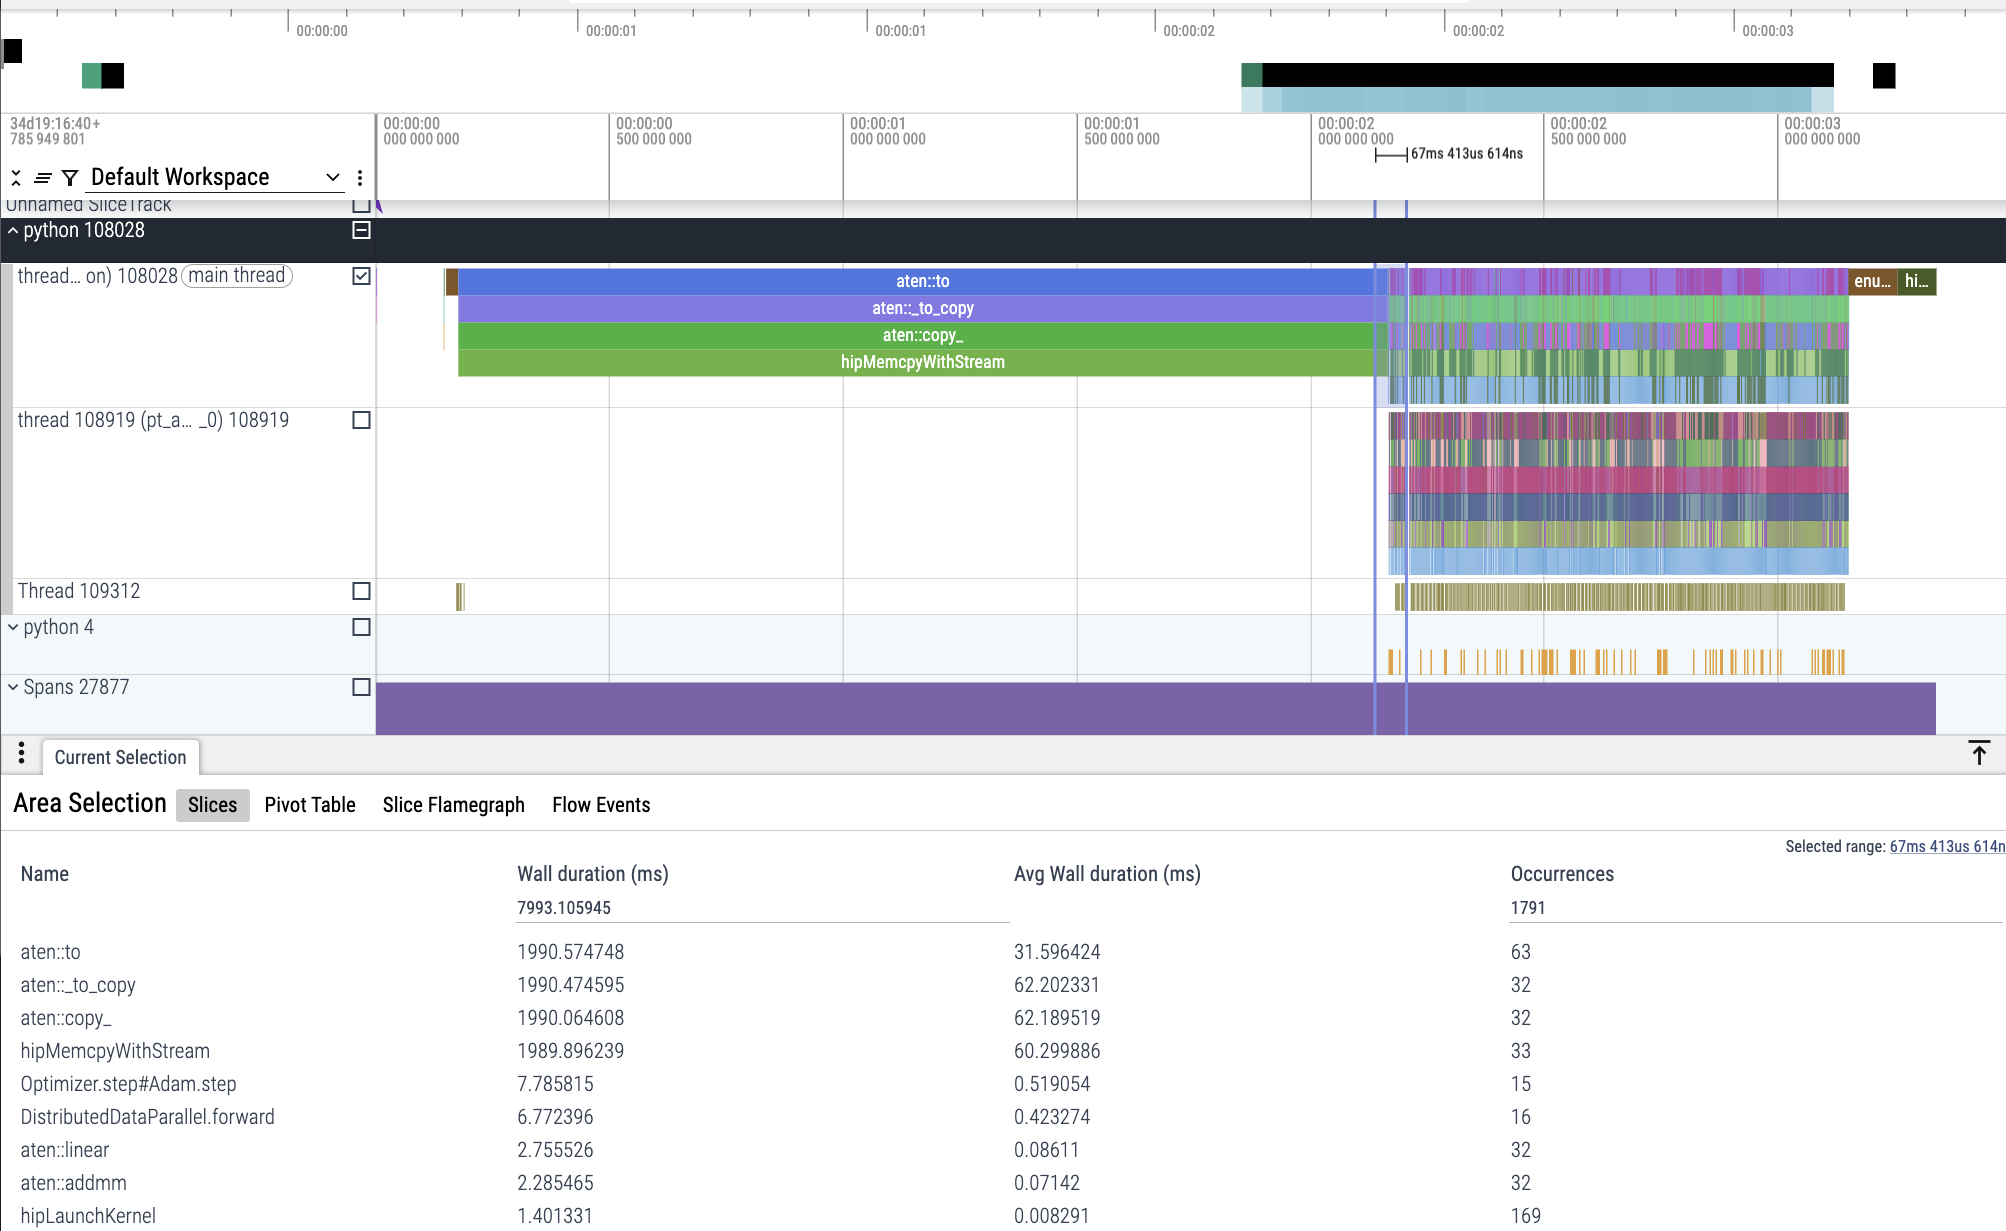 00:00:00 00:00:01 00:00:01 00:00:02 00:00:02 00:00:03
34d19:16:40+ 00:00:00 00:00:00 00:00:01 00:00:01 00:00:02 00:00:02 00:00:03
785 949 801 000 000 000 500 000 000 000 000 000 500 000 000 000 000 000 500 000 000 000 000 000
67ms 413us 614ns
Default Workspace
Unnamed SliceTrack
python 108028
thread... on) 108028 main thread
aten::to enu... hi...
aten::_to_copy
aten::copy_
hipMemcpyWithStream
thread 108919 (pt_a... _0) 108919
Thread 109312
python 4
Spans 27877
Current Selection
Area Selection Slices Pivot Table Slice Flamegraph Flow Events
Selected range: 67ms 413us 614n
Name Wall duration (ms) Avg Wall duration (ms) Occurrences
7993.105945 1791
aten::to 1990.574748 31.596424 63
aten::_to_copy 1990.474595 62.202331 32
aten::copy_ 1990.064608 62.189519 32
hipMemcpyWithStream 1989.896239 60.299886 33
Optimizer.step#Adam.step 7.785815 0.519054 15
DistributedDataParallel.forward 6.772396 0.423274 16
aten::linear 2.755526 0.08611 32
aten::addmm 2.285465 0.07142 32
hipLaunchKernel 1.401331 0.008291 169